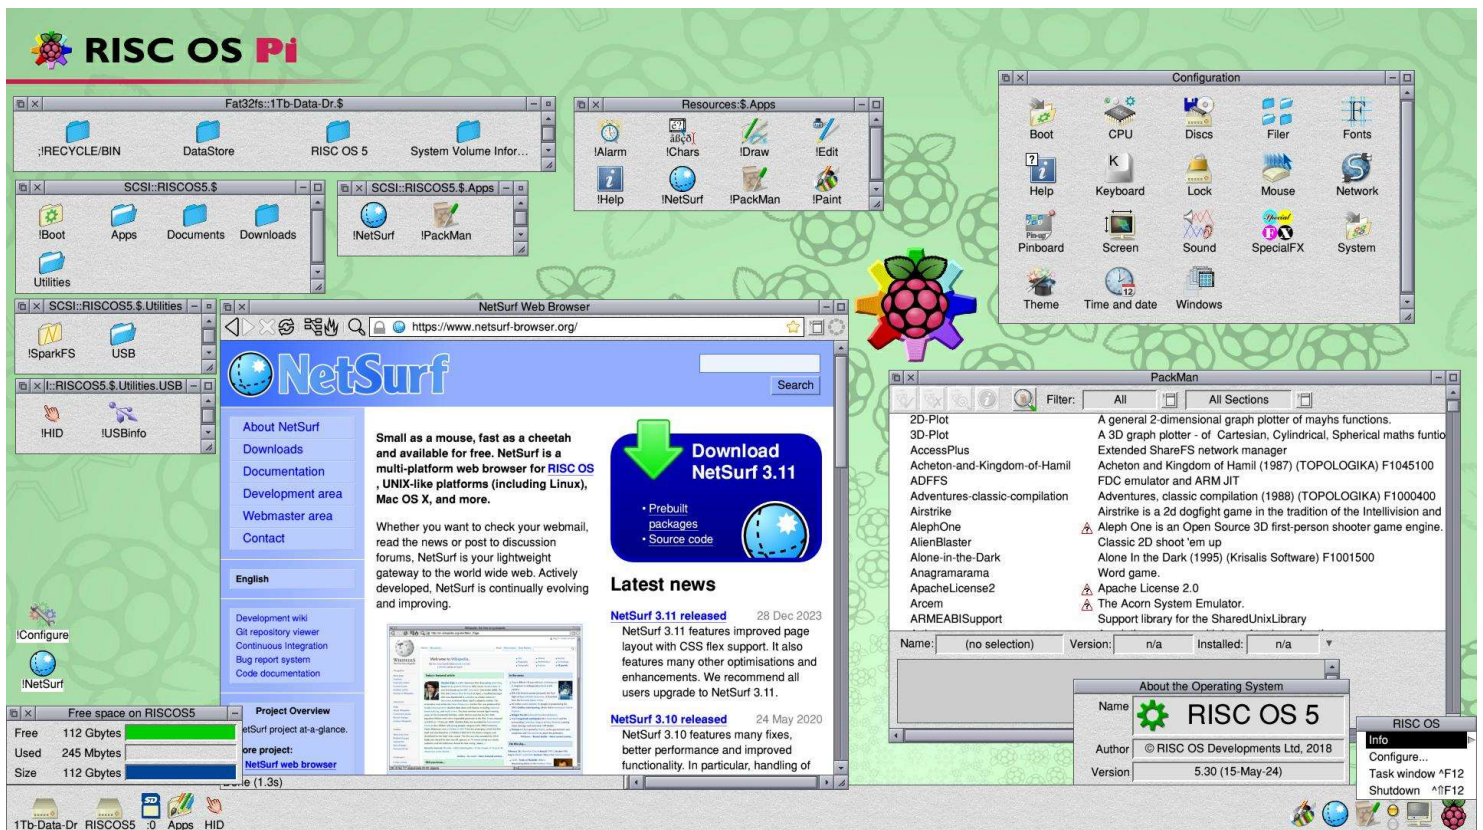 RISC OS Pi
Fat32fs::1Tb-Data-Dr.$
;!RECYCLE/BIN
DataStore
RISC OS 5
System Volume Infor...
Resources:$.Apps
!Alarm
!Chars
!Draw
!Edit
!Help
!NetSurf
!PackMan
!Paint
Configuration
Boot
CPU
Discs
Filer
Fonts
Help
Keyboard
Lock
Mouse
Network
Pinboard
Screen
Sound
SpecialFX
System
Theme
Time and date
Windows
SCSI::RISCOS5.$
!Boot
Apps
Documents
Downloads
Utilities
SCSI::RISCOS5.$.Apps
!NetSurf
!PackMan
SCSI::RISCOS5.$.Utilities
!SparkFS
USB
I::RISCOS5.$.Utilities.USB
!HID
!USBinfo
NetSurf Web Browser
https://www.netsurf-browser.org/
NetSurf
Search
About NetSurf
Downloads
Documentation
Development area
Webmaster area
Contact
English
Development wiki
Git repository viewer
Continuous Integration
Bug report system
Code documentation
Project Overview
etSurf project at-a-glance.
ore project:
NetSurf web browser
Small as a mouse, fast as a cheetah
and available for free. NetSurf is a
multi-platform web browser for RISC OS
, UNIX-like platforms (including Linux),
Mac OS X, and more.
Whether you want to check your webmail,
read the news or post to discussion
forums, NetSurf is your lightweight
gateway to the world wide web. Actively
developed, NetSurf is continually evolving
and improving.
Download
NetSurf 3.11
• Prebuilt
packages
• Source code
Latest news
NetSurf 3.11 released 28 Dec 2023
NetSurf 3.11 features improved page
layout with CSS flex support. It also
features many other optimisations and
enhancements. We recommend all
users upgrade to NetSurf 3.11.
NetSurf 3.10 released 24 May 2020
NetSurf 3.10 features many fixes,
better performance and improved
functionality. In particular, handling of
Done (1.3s)
PackMan
Filter: All All Sections
2D-Plot A general 2-dimensional graph plotter of mayhs functions.
3D-Plot A 3D graph plotter - of Cartesian, Cylindrical, Spherical maths funtio
AccessPlus Extended ShareFS network manager
Acheton-and-Kingdom-of-Hamil Acheton and Kingdom of Hamil (1987) (TOPOLOGIKA) F1045100
ADFFS FDC emulator and ARM JIT
Adventures-classic-compilation Adventures, classic compilation (1988) (TOPOLOGIKA) F1000400
Airstrike Airstrike is a 2d dogfight game in the tradition of the Intellivision and
AlephOne Aleph One is an Open Source 3D first-person shooter game engine.
AlienBlaster Classic 2D shoot 'em up
Alone-in-the-Dark Alone In the Dark (1995) (Krisalis Software) F1001500
Anagramarama Word game.
ApacheLicense2 Apache License 2.0
Arcem The Acorn System Emulator.
ARMEABISupport Support library for the SharedUnixLibrary
Name: (no selection) Version: n/a Installed: n/a
About the Operating System
Name RISC OS 5
Author © RISC OS Developments Ltd, 2018
Version 5.30 (15-May-24)
RISC OS
Info
Configure...
Task window ^F12
Shutdown ^⇧F12
!Configure
!NetSurf
Free space on RISCOS5
Free 112 Gbytes
Used 245 Mbytes
Size 112 Gbytes
1Tb-Data-Dr
RISCOS5
:0
Apps
HID